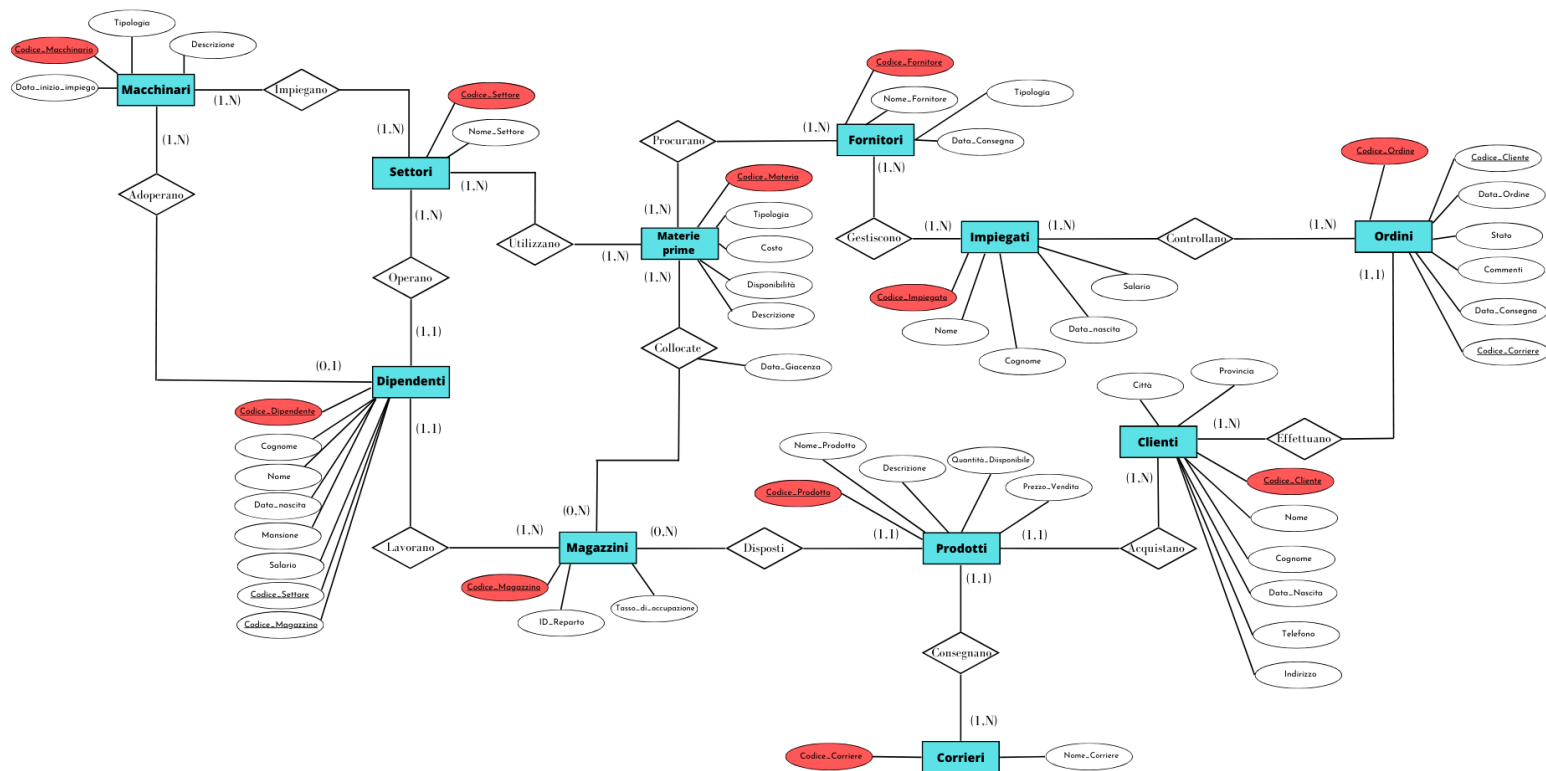 Tipologia
Codice_Macchinario
Descrizione
Data_inizio_impiego
Macchinari
(1,N)
Impiegano
(1,N)
(1,N)
Adoperano
(0,1)
Codice_Settore
Nome_Settore
Settori
(1,N)
(1,N)
Operano
(1,1)
Utilizzano
(1,N)
Procurano
(1,N)
(1,N)
Codice_Fornitore
Nome_Fornitore
Tipologia
Data_Consegna
Fornitori
(1,N)
Gestiscono
(1,N)
Codice_Materia
Tipologia
Costo
Disponibilità
Descrizione
Materie
prime
(1,N)
Collocate
Data_Giacenza
(0,N)
Impiegati
(1,N)
Codice_Impiegato
Nome
Cognome
Data_nascita
Salario
Controllano
(1,N)
Codice_Ordine
Codice_Cliente
Data_Ordine
Stato
Commenti
Data_Consegna
Codice_Corriere
Ordini
(1,1)
Effettuano
(1,N)
Dipendenti
(1,1)
Codice_Dipendente
Cognome
Nome
Data_nascita
Mansione
Salario
Codice_Settore
Codice_Magazzino
Lavorano
(1,N)
Magazzini
(0,N)
Codice_Magazzino
ID_Reparto
Tasso_di_occupazione
Disposti
(1,1)
Nome_Prodotto
Descrizione
Quantità_Diisponibile
Prezzo_Vendita
Codice_Prodotto
Prodotti
(1,1)
(1,1)
Acquistano
(1,N)
Città
Provincia
Clienti
Codice_Cliente
Nome
Cognome
Data_Nascita
Telefono
Indirizzo
Consegnano
(1,N)
Codice_Corriere
Corrieri
Nome_Corriere